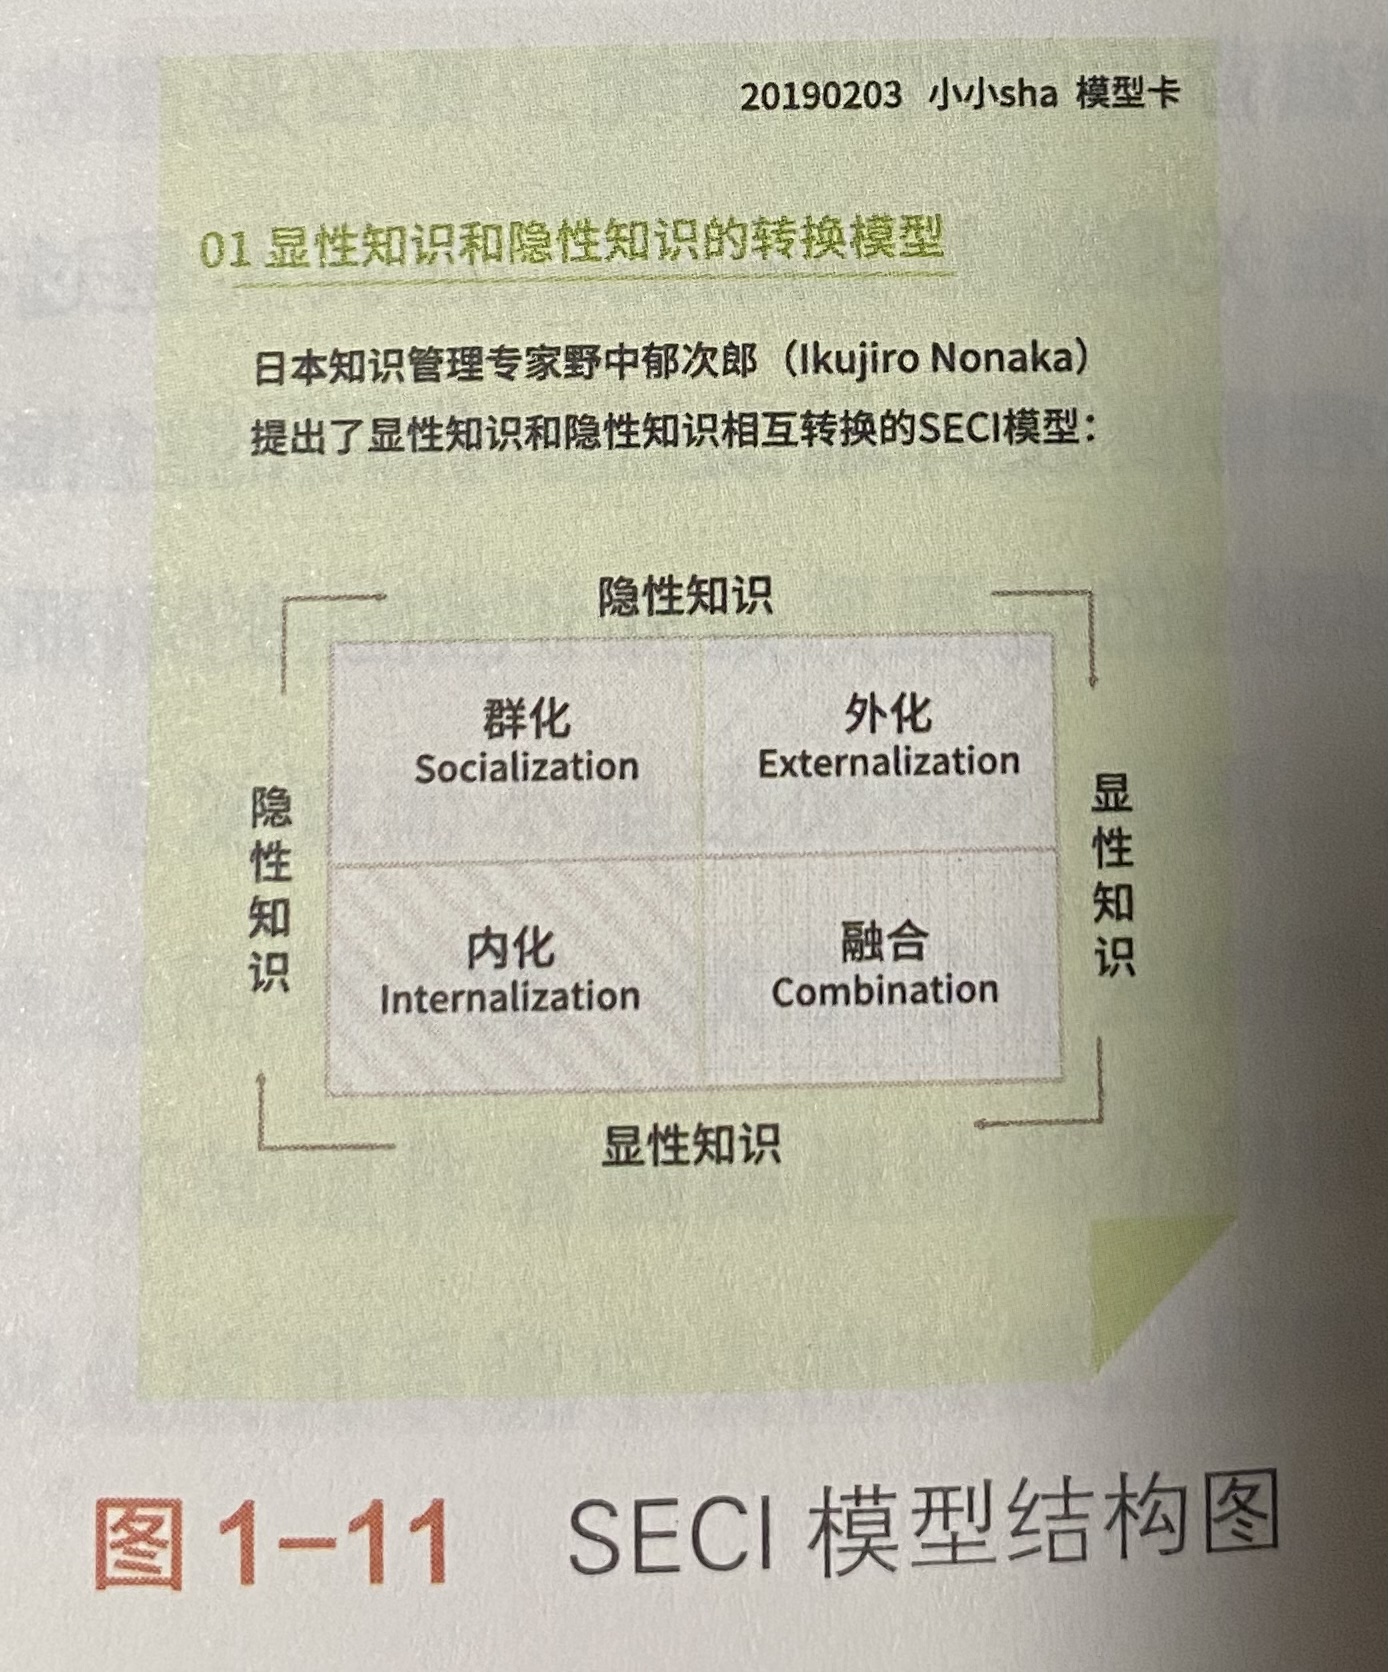 20190203 小小sha 模型卡
01 显性知识和隐性知识的转换模型
日本知识管理专家野中郁次郎（Ikujiro Nonaka）
提出了显性知识和隐性知识相互转换的SECI模型：
隐性知识
群化
Socialization
外化
Externalization
隐性知识
显性知识
内化
Internalization
融合
Combination
显性知识
图 1-11 SECI 模型结构图